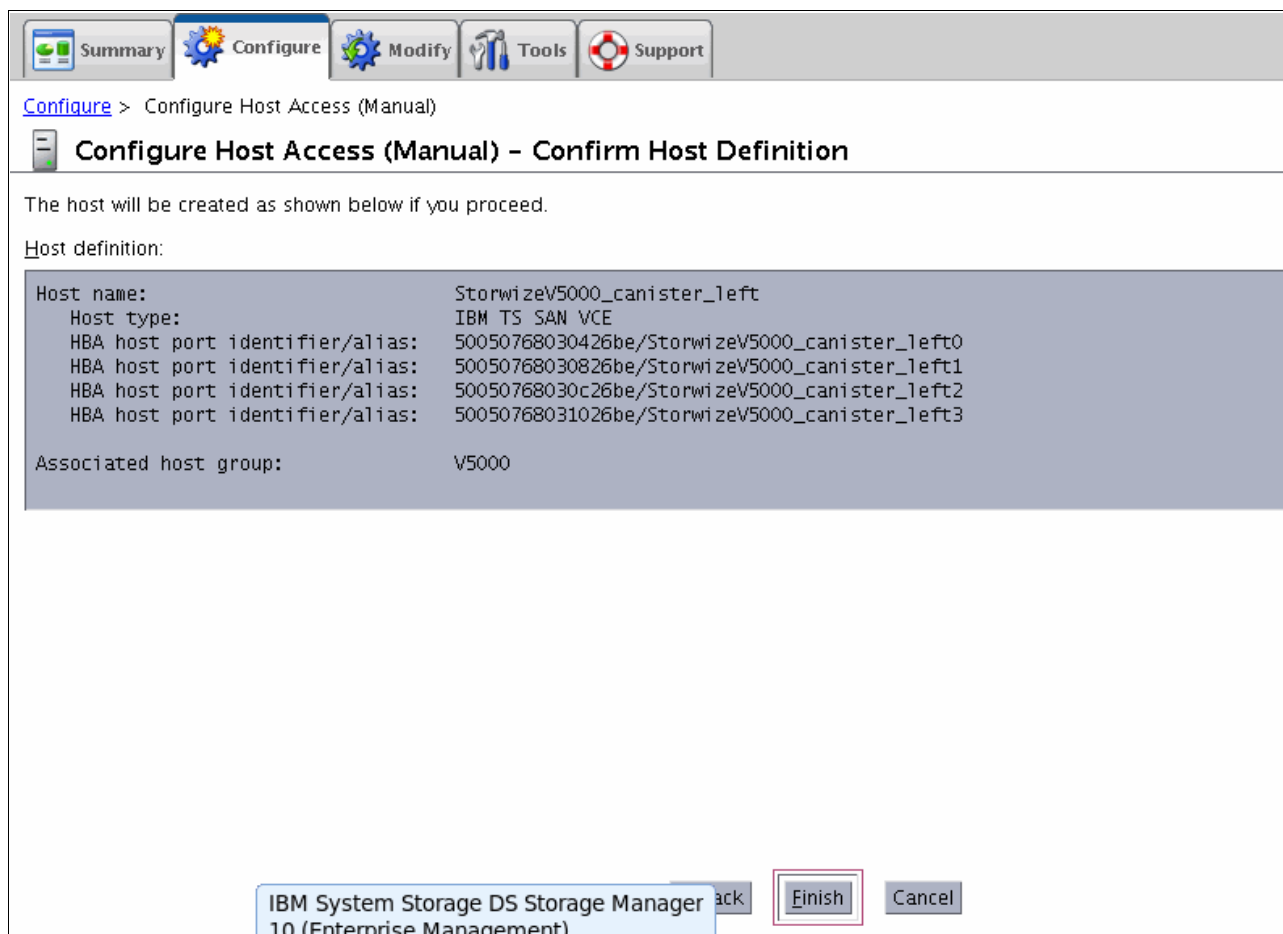 Summary Configure Modify Tools Support
Configure > Configure Host Access (Manual)
Configure Host Access (Manual) – Confirm Host Definition
The host will be created as shown below if you proceed.
Host definition:
Host name: StorwizeV5000_canister_left
Host type: IBM TS SAN VCE
HBA host port identifier/alias: 50050768030426be/StorwizeV5000_canister_left0
HBA host port identifier/alias: 50050768030826be/StorwizeV5000_canister_left1
HBA host port identifier/alias: 50050768030c26be/StorwizeV5000_canister_left2
HBA host port identifier/alias: 50050768031026be/StorwizeV5000_canister_left3
Associated host group: V5000
ack Finish Cancel
IBM System Storage DS Storage Manager
10 (Enterprise Management)